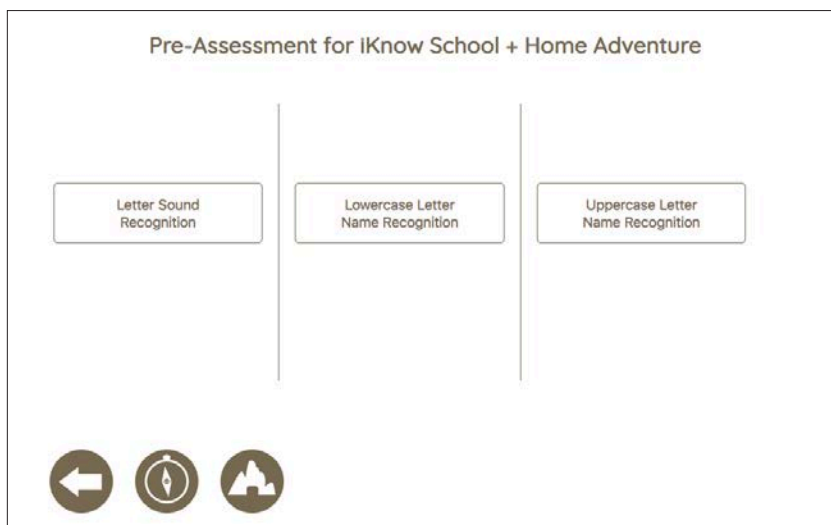 Pre-Assessment for iKnow School + Home Adventure
Letter Sound
Recognition
Lowercase Letter
Name Recognition
Uppercase Letter
Name Recognition